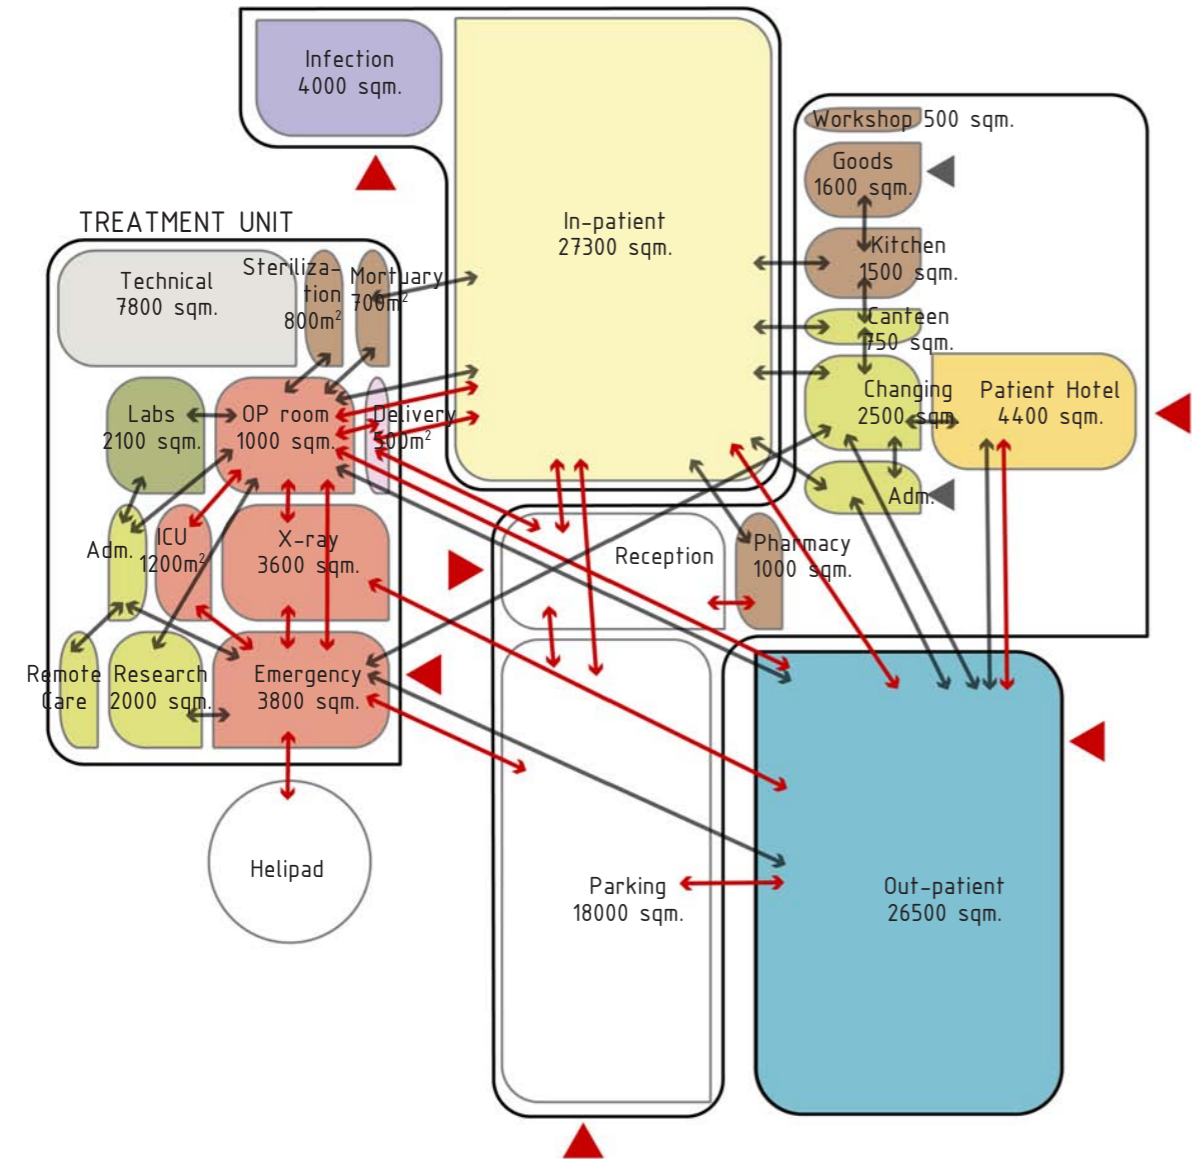 Infection
4000 sqm.
In-patient
27300 sqm.
Workshop 500 sqm.
Goods
1600 sqm.
Kitchen
1500 sqm.
Canteen
750 sqm.
Changing
2500 sqm.
Patient Hotel
4400 sqm.
Adm.
TREATMENT UNIT
Technical
7800 sqm.
Steriliza-
tion
800m²
Mortuary
700m²
Labs
2100 sqm.
OP room
1000 sqm.
Delivery
500m²
Adm.
ICU
1200m²
X-ray
3600 sqm.
Reception
Pharmacy
1000 sqm.
Remote
Care
Research
2000 sqm.
Emergency
3800 sqm.
Helipad
Parking
18000 sqm.
Out-patient
26500 sqm.